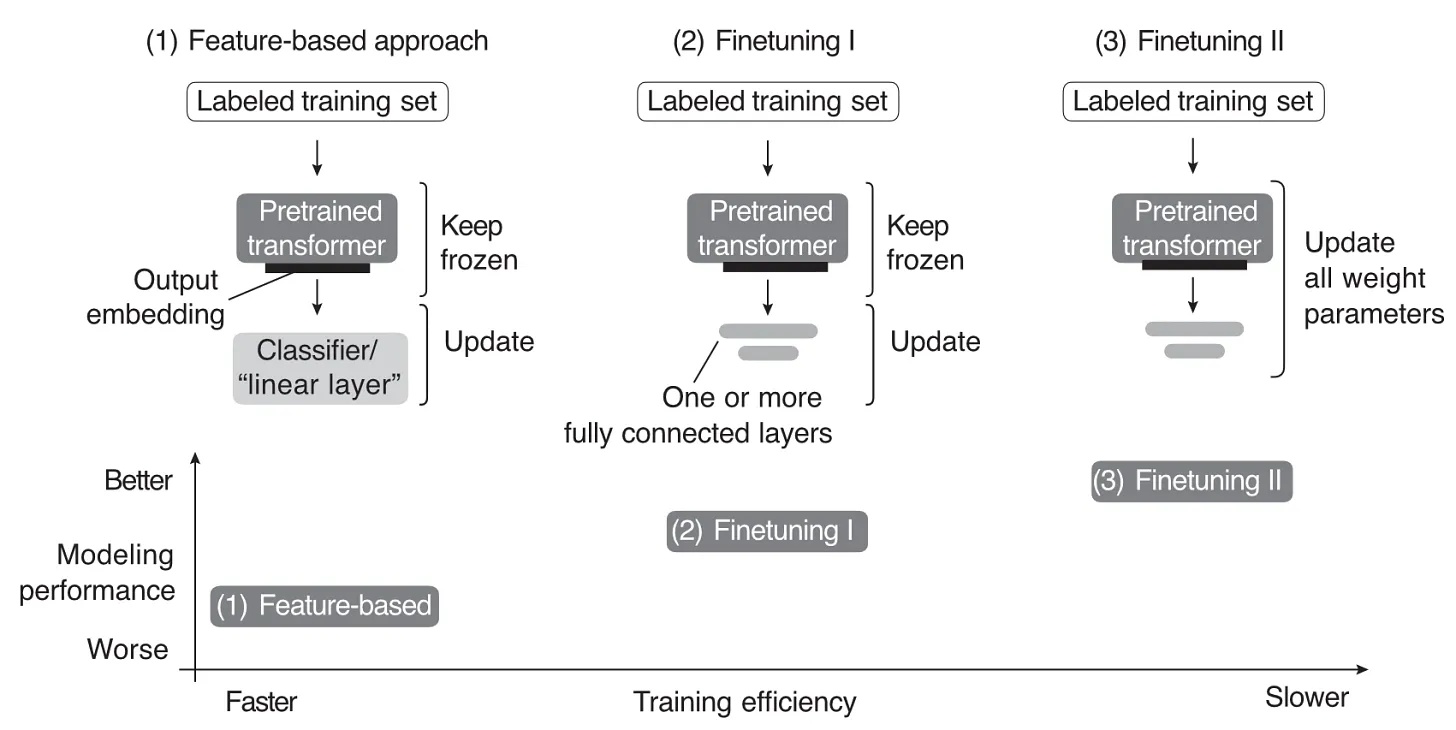 (1) Feature-based approach
(2) Finetuning I
(3) Finetuning II
Labeled training set
Labeled training set
Labeled training set
Pretrained
transformer
Keep
frozen
Output
embedding
Classifier/
“linear layer”
Update
Pretrained
transformer
Keep
frozen
Update
One or more
fully connected layers
Pretrained
transformer
Update
all weight
parameters
Better
Modeling
performance
Worse
(1) Feature-based
(2) Finetuning I
(3) Finetuning II
Faster
Training efficiency
Slower